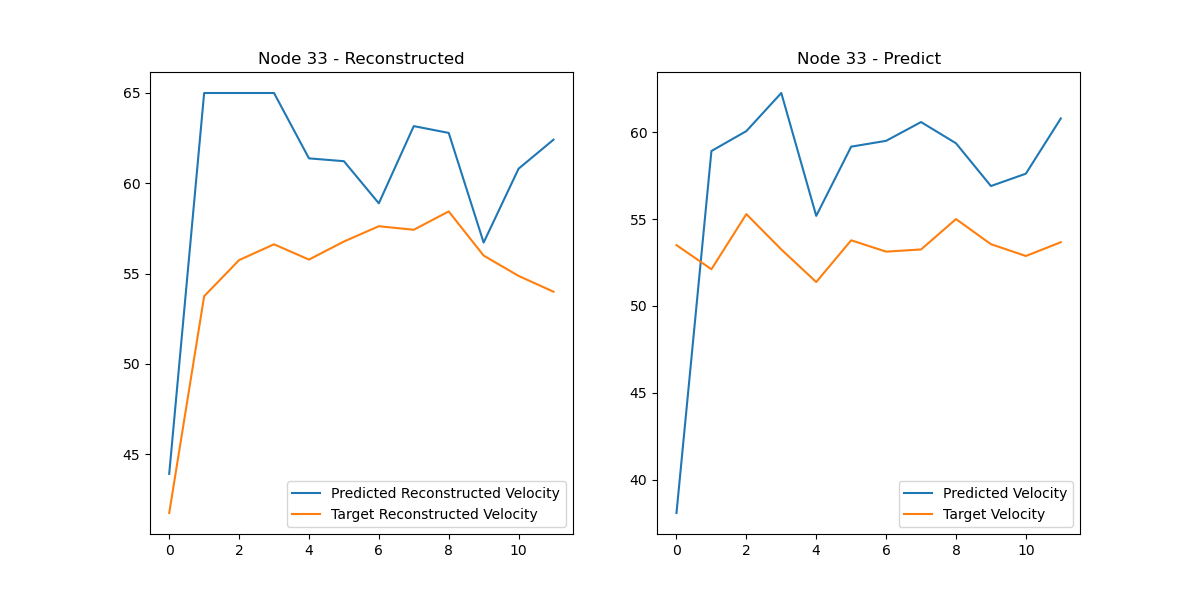 Node 33 - Reconstructed
65
60
55
50
45
0 2 4 6 8 10
Predicted Reconstructed Velocity
Target Reconstructed Velocity
Node 33 - Predict
60
55
50
45
40
0 2 4 6 8 10
Predicted Velocity
Target Velocity